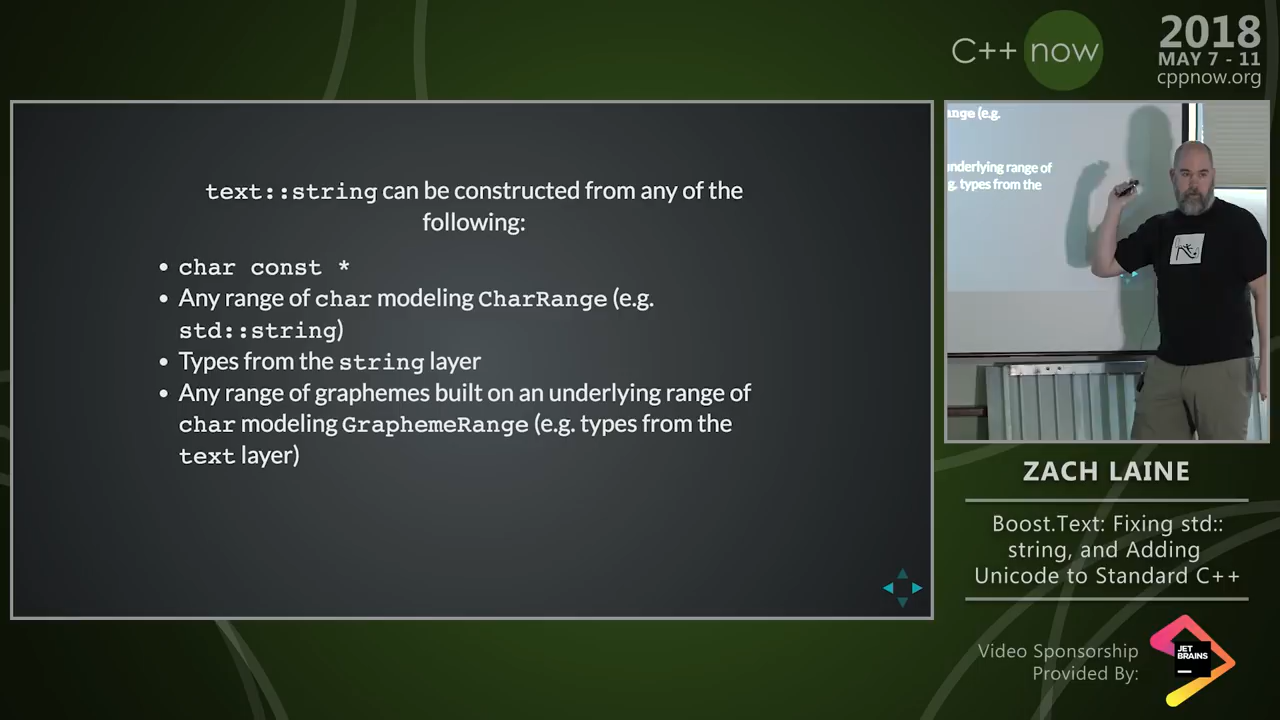 C++ now
2018
MAY 7 - 11
cppnow.org
text::string can be constructed from any of the
following:
• char const *
• Any range of char modeling CharRange (e.g.
std::string)
• Types from the string layer
• Any range of graphemes built on an underlying range of
char modeling GraphemeRange (e.g. types from the
text layer)
ange (e.g.
underlying range of
g. types from the
ZACH LAINE
Boost.Text: Fixing std::
string, and Adding
Unicode to Standard C++
Video Sponsorship
Provided By:
JET
BRAINS